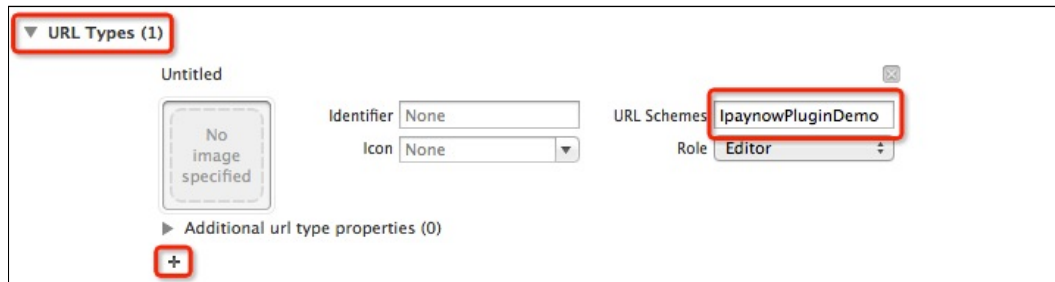 URL Types (1)
Untitled
Identifier None URL Schemes IpaynowPluginDemo
No image specified
Icon None Role Editor
Additional url type properties (0)
+